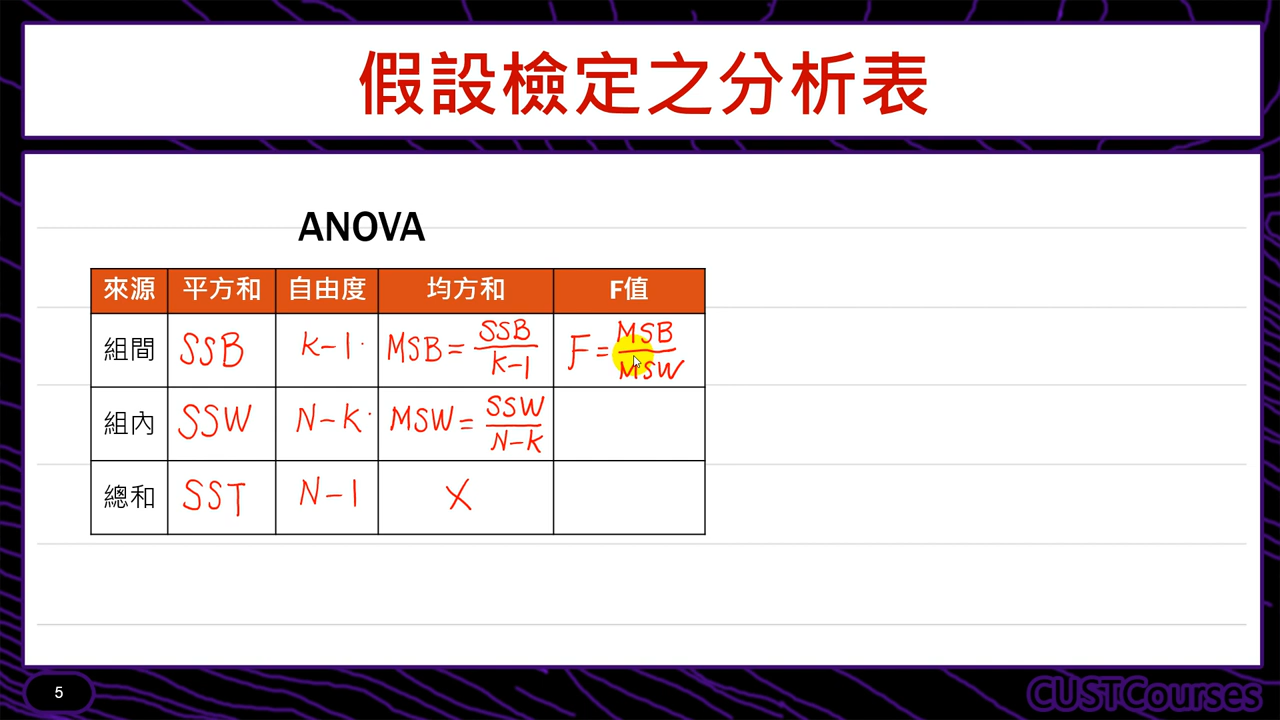 假設檢定之分析表
ANOVA
來源 平方和 自由度 均方和 F值
組間 SSB K-1 MSB = SSB/K-1 F = MSB/MSW
組內 SSW N-K MSW = SSW/N-K
總和 SST N-1 X
5
CUSTCourses